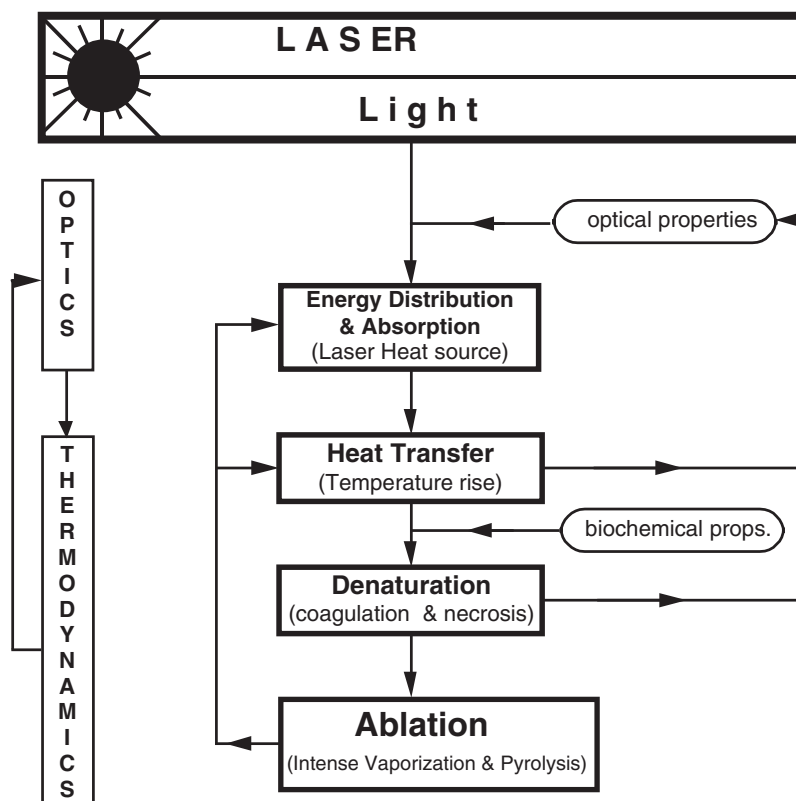 L A S ER
Light
optical properties
OPTICS
Energy Distribution
& Absorption
(Laser Heat source)
THERMODYNAMICS
Heat Transfer
(Temperature rise)
biochemical props.
Denaturation
(coagulation & necrosis)
Ablation
(Intense Vaporization & Pyrolysis)